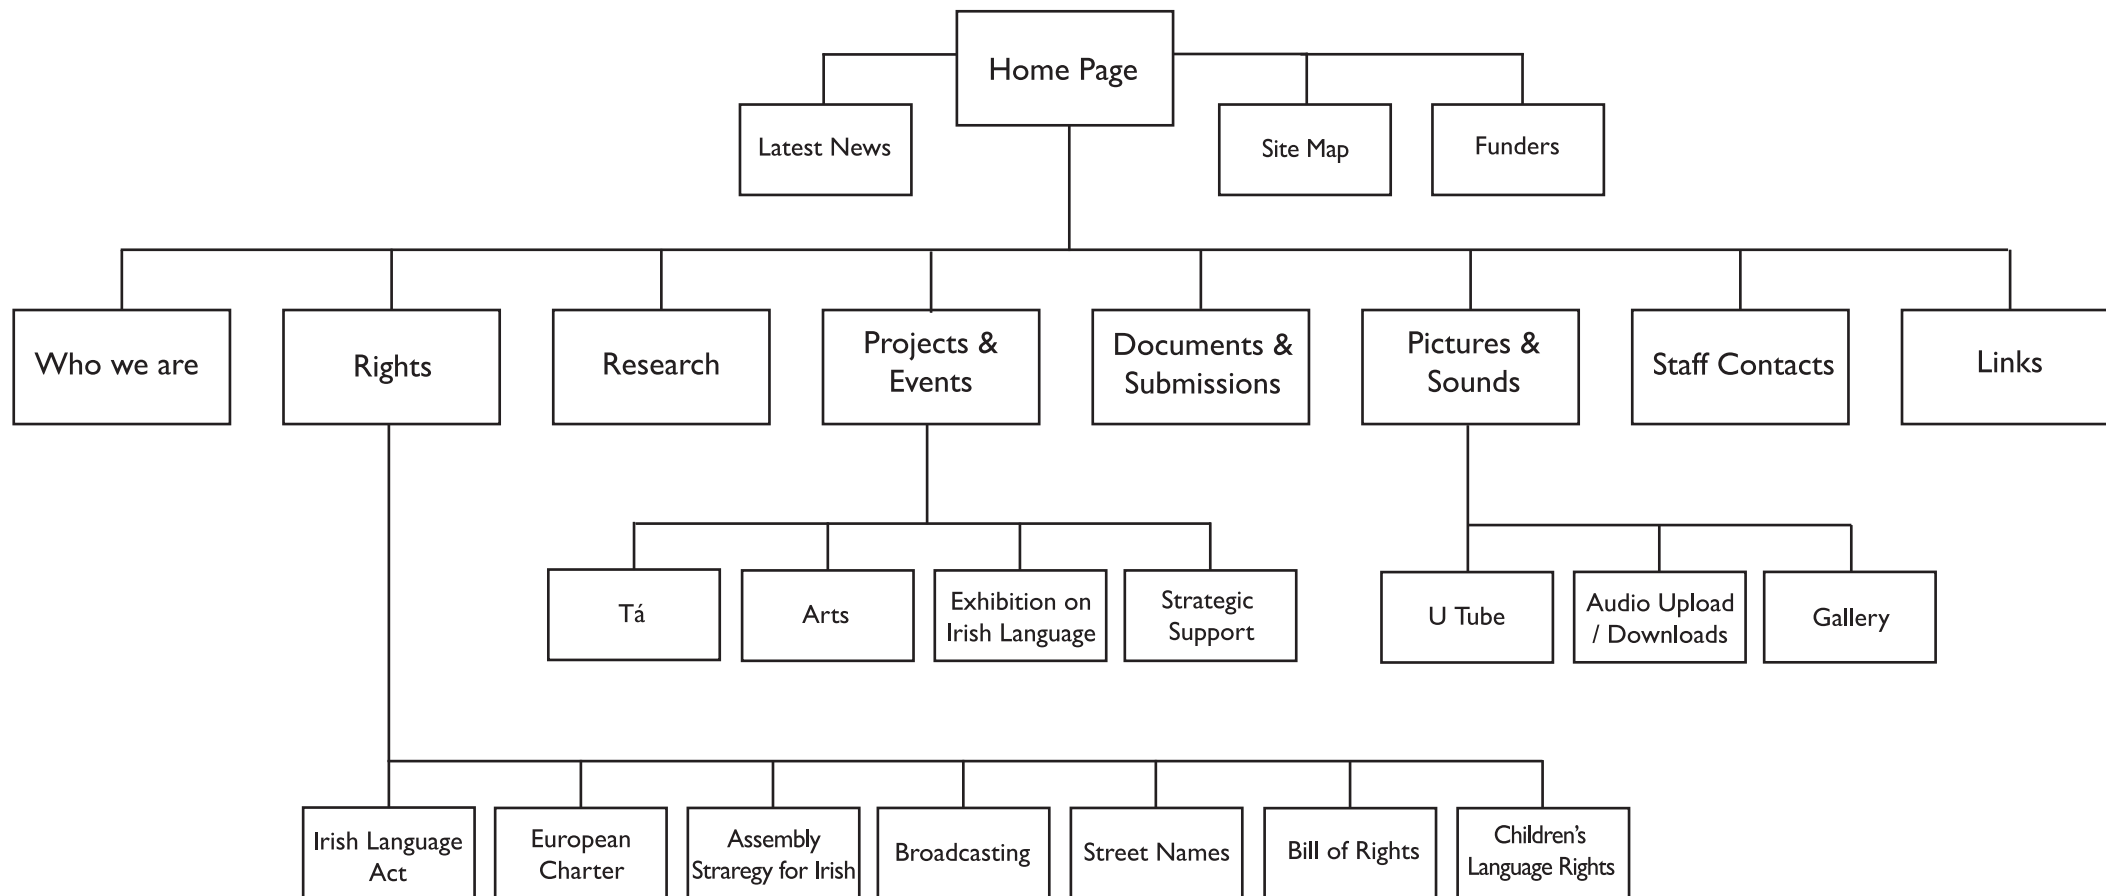 Home Page
Latest News
Site Map
Funders
Who we are
Rights
Research
Projects &
Events
Documents &
Submissions
Pictures &
Sounds
Staff Contacts
Links
Tá
Arts
Exhibition on
Irish Language
Strategic
Support
U Tube
Audio Upload
/ Downloads
Gallery
Irish Language
Act
European
Charter
Assembly
Straregy for Irish
Broadcasting
Street Names
Bill of Rights
Children’s
Language Rights